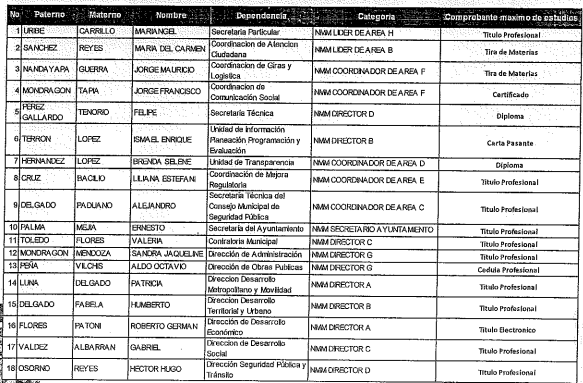 No Paterno Materno Nombre Dependencia Categoria Comprobante maximo de estudios
1 URIBE CARRILLO MARIANGEL Secretaria Particular NMM LIDER DE AREA H Titulo Profesional
2 SANCHEZ REYES MARIA DEL CARMEN Coordinacion de Atencion Ciudadana NMM LIDER DE AREA B Tira de Materias
3 NANDAYAPA GUERRA JORGE MAURICIO Coordinacion de Giras y Logistica NMM COORDINADOR DE AREA F Tira de Materias
4 MONDRAGON TAPIA JORGE FRANCISCO Coordinacion de Comunicación Social NMM COORDINADOR DE AREA F Certificado
5 PEREZ GALLARDO TENORIO FELIPE Secretaria Técnica NMM DIRECTOR D Diploma
6 TERRON LOPEZ ISMAEL ENRIQUE Unidad de Información Planeación Programación y Evaluación NMM DIRECTOR B Carta Pasante
7 HERNANDEZ LOPEZ BRENDA SELENE Unidad de Transparencia NMM COORDINADOR DE AREA D Diploma
8 CRUZ BACILIO LILIANA ESTEFANI Coordinación de Mejora Regulatoria NMM COORDINADOR DE AREA E Titulo Profesional
9 DELGADO PADUANO ALEJANDRO Secretaria Técnica del Consejo Municipal de Seguridad Pública NMM COORDINADOR DE AREA C Titulo Profesional
10 PALMA MEJIA ERNESTO Secretaria del Ayuntamiento NMM SECRETARIO AYUNTAMIENTO Titulo Profesional
11 TOLEDO FLORES VALERIA Contraloria Municipal NMM DIRECTOR C Titulo Profesional
12 MONDRAGON MENDOZA SANDRA JAQUELINE Dirección de Administración NMM DIRECTOR G Titulo Profesional
13 PEÑA VILCHIS ALDO OCTAVIO Dirección de Obras Publicas NMM DIRECTOR G Cedula Profesional
14 LUNA DELGADO PATRICIA Direccion Desarrollo Metropolitano y Movilidad NMM DIRECTOR A Titulo Profesional
15 DELGADO FABELA HUMBERTO Direccion Desarrollo Territorial y Urbano NMM DIRECTOR B Titulo Profesional
16 FLORES PATONI ROBERTO GERMAN Dirección de Desarrollo Económico NMM DIRECTOR A Titulo Electronico
17 VALDEZ ALBARRAN GABRIEL Direccion de Desarrollo Social NMM DIRECTOR C Titulo Profesional
18 OSORNO REYES HECTOR HUGO Dirección Seguridad Pública y Tránsito NMM DIRECTOR D Titulo Profesional